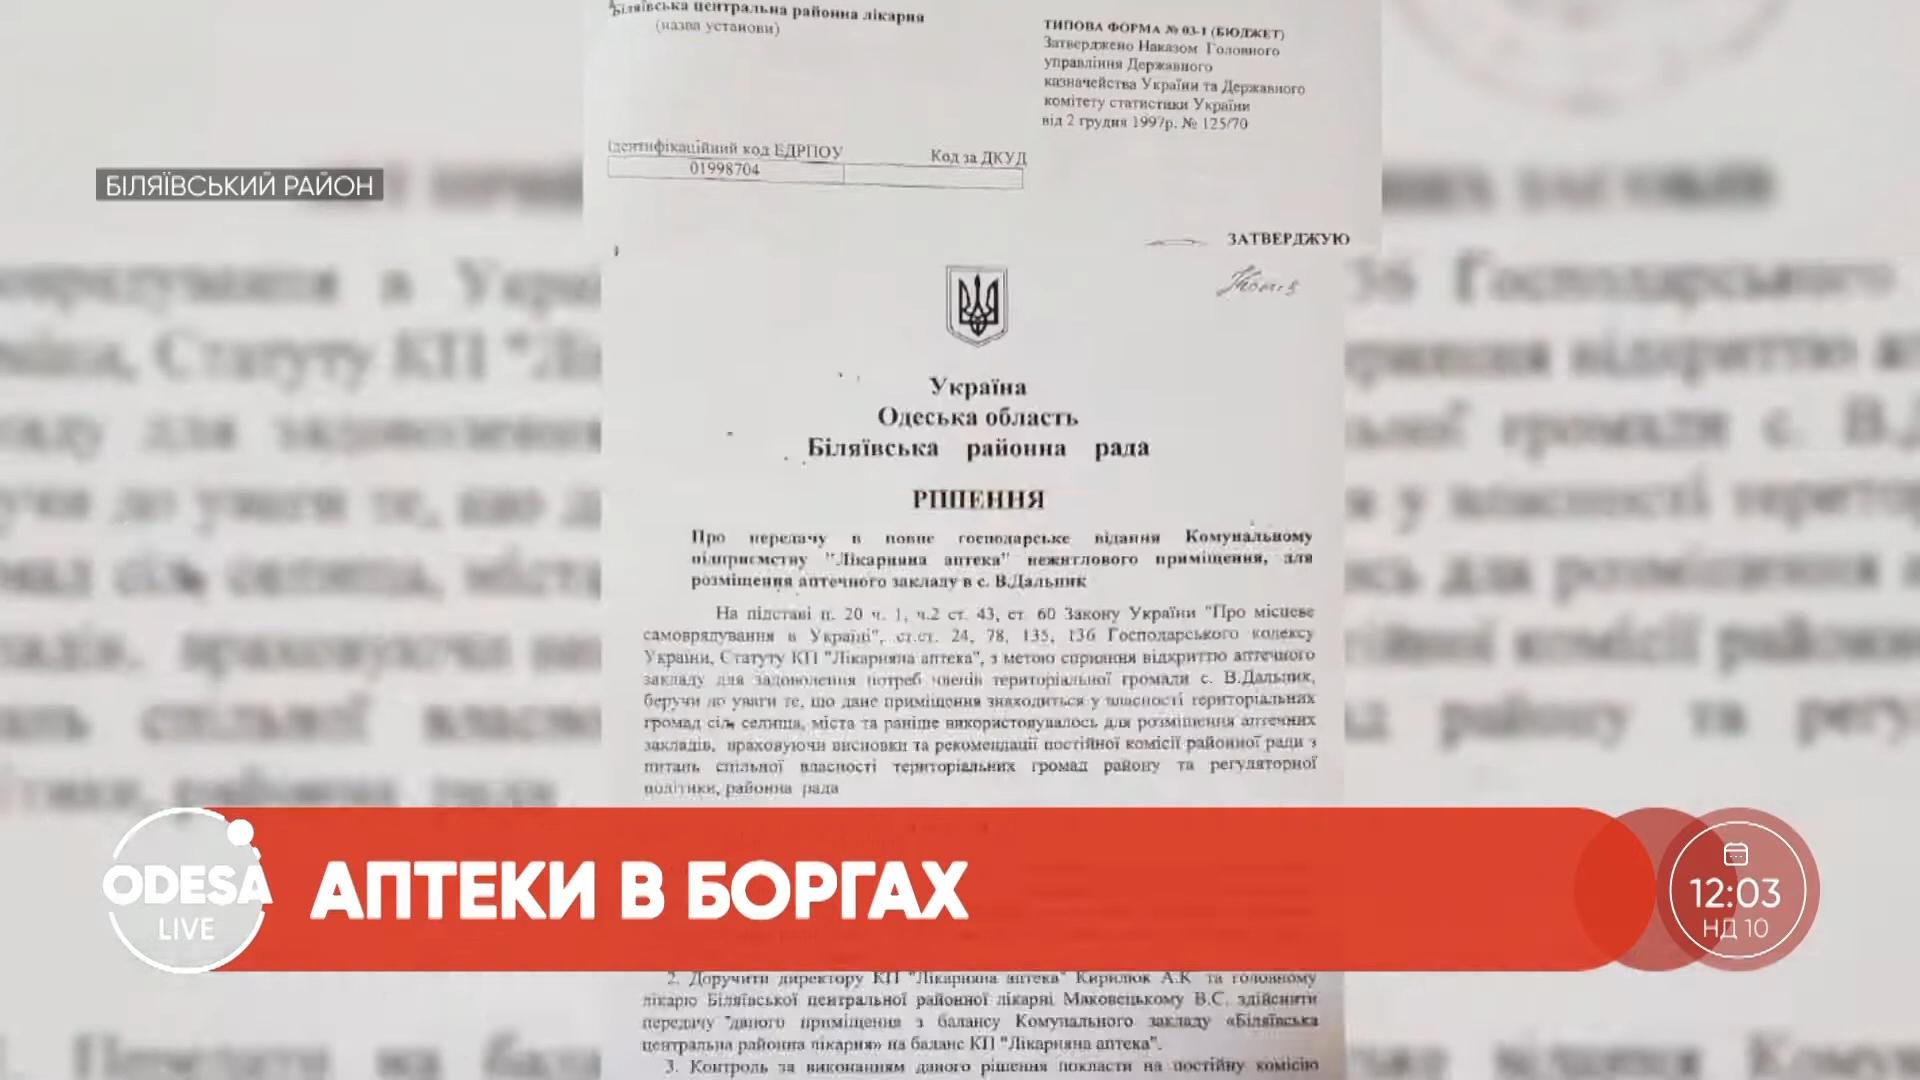 Біляївська центральна районна лікарня
(назва установи)
ТИПОВА ФОРМА № 03-1 (БЮДЖЕТ)
Затверджено Наказом Головного
управління Державного
казначейства України та Державного
комітету статистики України
від 2 грудня 1997р. № 125/70
Ідентифікаційний код ЕДРПОУ
Код за ДКУД
01998704
БІЛЯЇВСЬКИЙ РАЙОН
ЗАТВЕРДЖУЮ
Україна
Одеська область
Біляївська районна рада
РІШЕННЯ
Про передачу в повне господарське відання Комунальному
підприємству "Лікарняна аптека" нежитлового приміщення, для
розміщення аптечного закладу в с. В.Дальник
На підставі п. 20 ч. 1, ч.2 ст. 43, ст. 60 Закону України "Про місцеве
самоврядування в Україні", ст.ст. 24, 78, 135, 136 Господарського кодексу
України, Статуту КП "Лікарняна аптека", з метою сприяння відкриттю аптечного
закладу для задоволення потреб членів територіальної громади с. В.Дальник,
беручи до уваги те, що дане приміщення знаходиться у власності територіальних
громад сіл, селища, міста та раніше використовувалось для розміщення аптечних
закладів, враховуючи висновки та рекомендації постійної комісії районної ради з
питань спільної власності територіальних громад району та регуляторної
політики, районна рада
ODESA
LIVE
АПТЕКИ В БОРГАХ
12:03
НД 10
2. Доручити директору КП "Лікарняна аптека" Кирилюк А.К та головному
лікарю Біляївської центральної районної лікарні Маковецькому В.С. здійснити
передачу даного приміщення з балансу Комунального закладу «Біляївська
центральна районна лікарня» на баланс КП "Лікарняна аптека".
3. Контроль за виконанням даного рішення покласти на постійну комісію